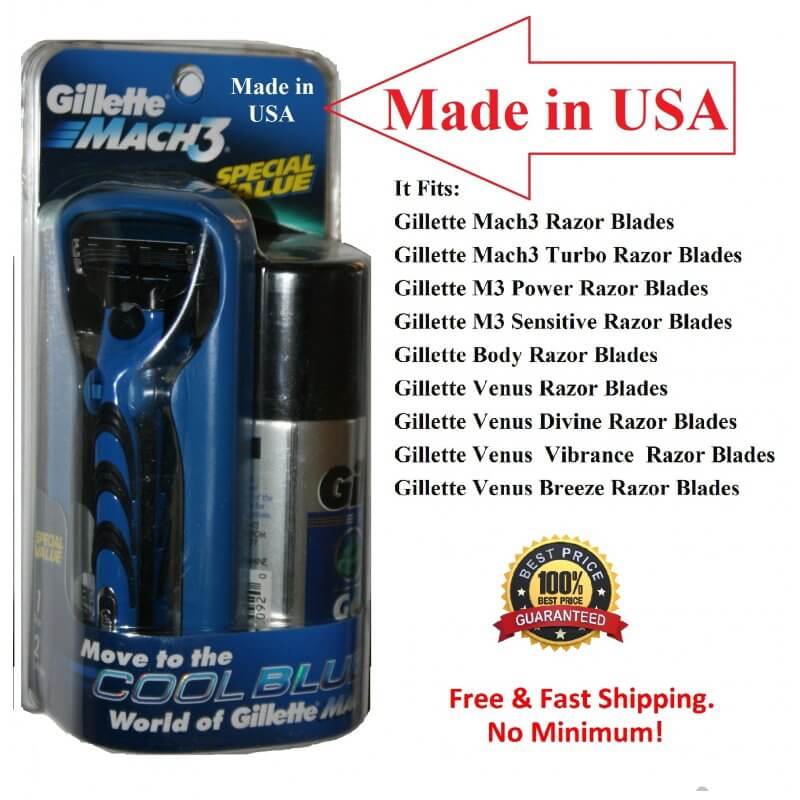 Gillette
MACH3
SPECIAL
VALUE
Made in
USA
Made in USA
It Fits:
Gillette Mach3 Razor Blades
Gillette Mach3 Turbo Razor Blades
Gillette M3 Power Razor Blades
Gillette M3 Sensitive Razor Blades
Gillette Body Razor Blades
Gillette Venus Razor Blades
Gillette Venus Divine Razor Blades
Gillette Venus  Vibrance  Razor Blades
Gillette Venus Breeze Razor Blades
SPECIAL
VALUE
Gi
Move to the
COOL BLU
World of Gillette MA
BEST PRICE
100%
BEST PRICE
GUARANTEED
Free & Fast Shipping.
No Minimum!